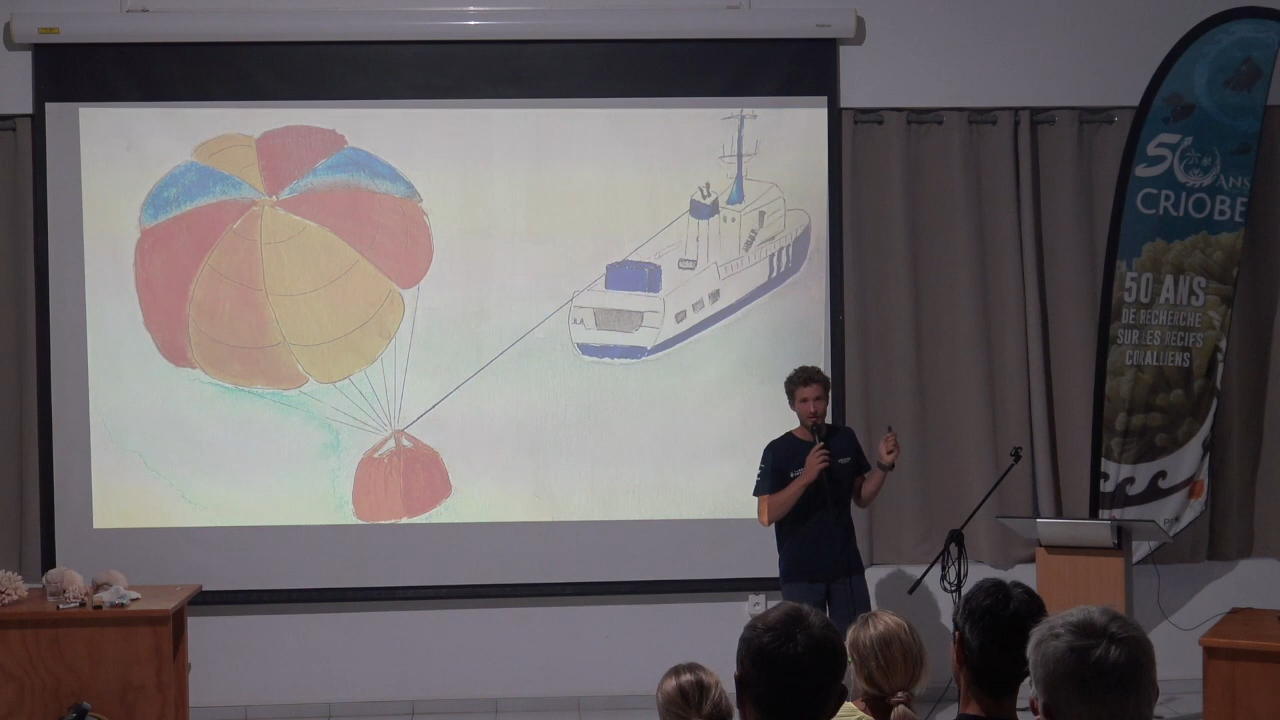 50
ANS
CRIOBE
50 ANS
DE RECHERCHE
SUR LES RÉCIFS
CORALLIENS